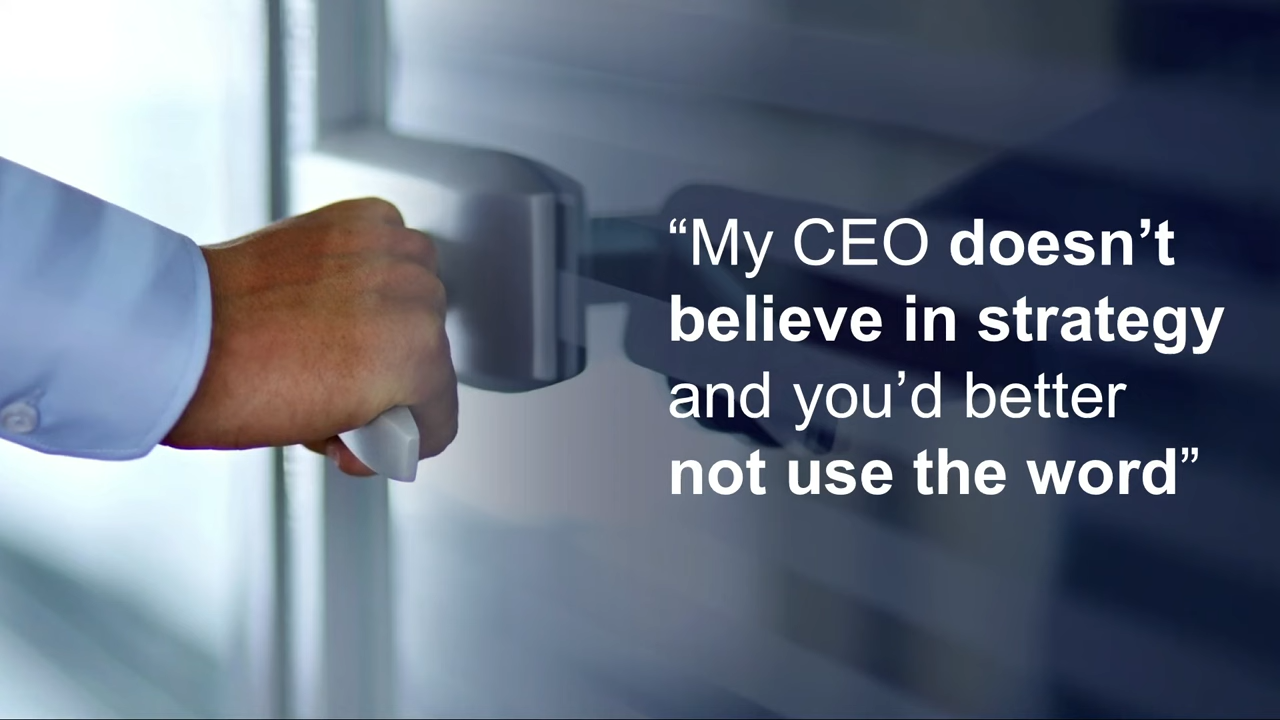 “My CEO doesn’t
believe in strategy
and you’d better
not use the word”